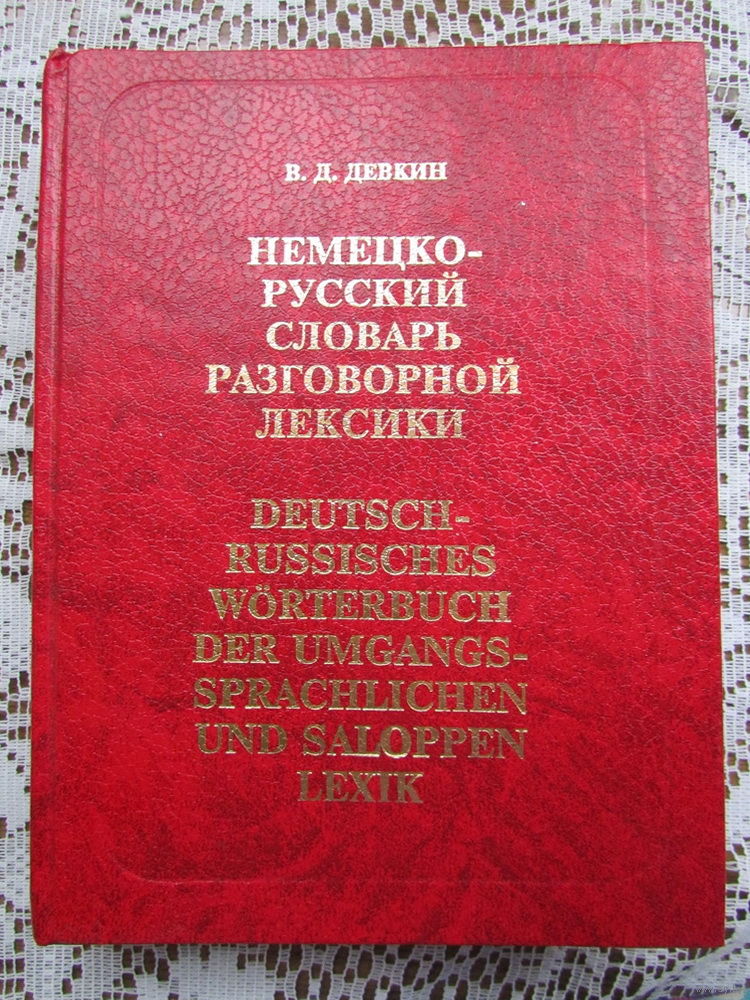 В. Д. ДЕВКИН
НЕМЕЦКО-
РУССКИЙ
СЛОВАРЬ
РАЗГОВОРНОЙ
ЛЕКСИКИ
DEUTSCH-
RUSSISCHES
WÖRTERBUCH
DER UMGANGS-
SPRACHLICHEN
UND SALOPPEN
LEXIK